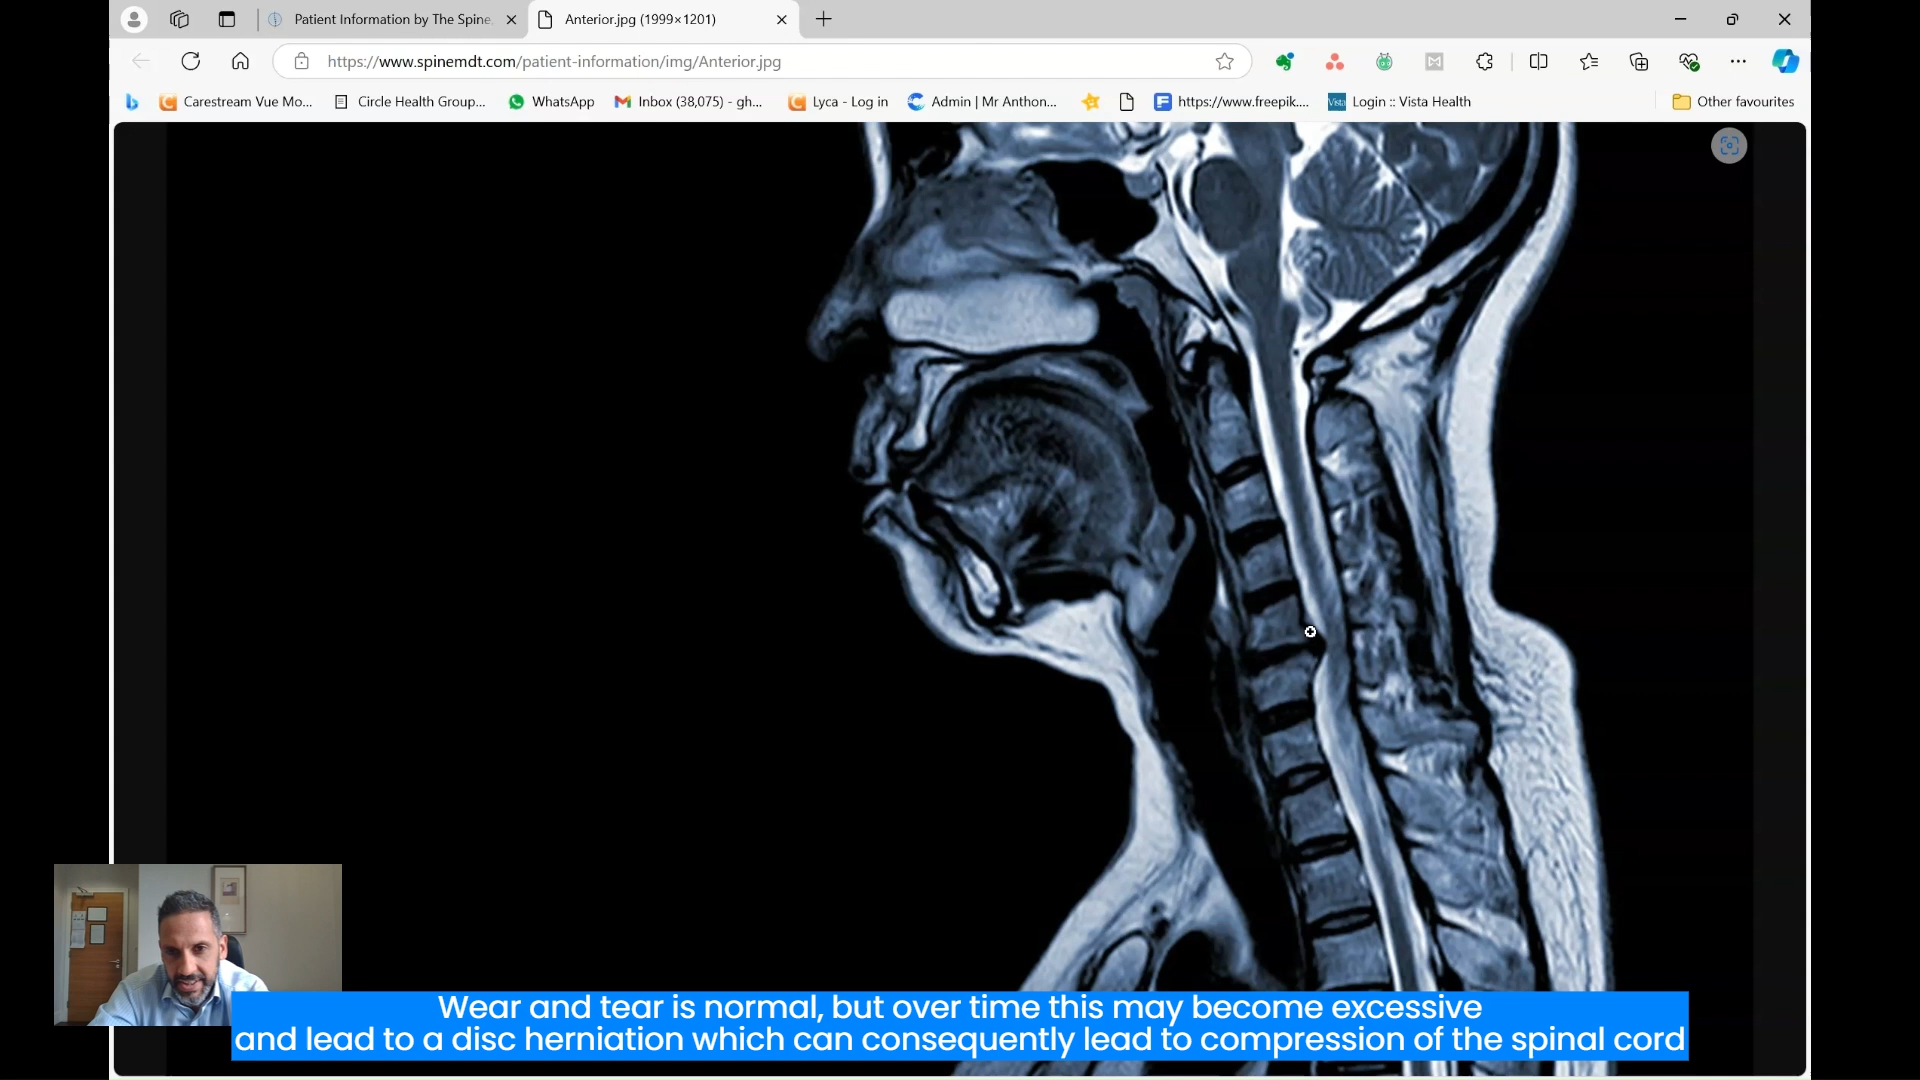 Patient Information by The Spine
Anterior.jpg (1999×1201)
https://www.spinemdt.com/patient-information/img/Anterior.jpg
Carestream Vue Mo...
Circle Health Group...
WhatsApp
Inbox (38,075) - gh...
Lyca - Log in
Admin | Mr Anthon...
https://www.freepik....
Vista
Login :: Vista Health
Other favourites
Wear and tear is normal, but over time this may become excessive
and lead to a disc herniation which can consequently lead to compression of the spinal cord